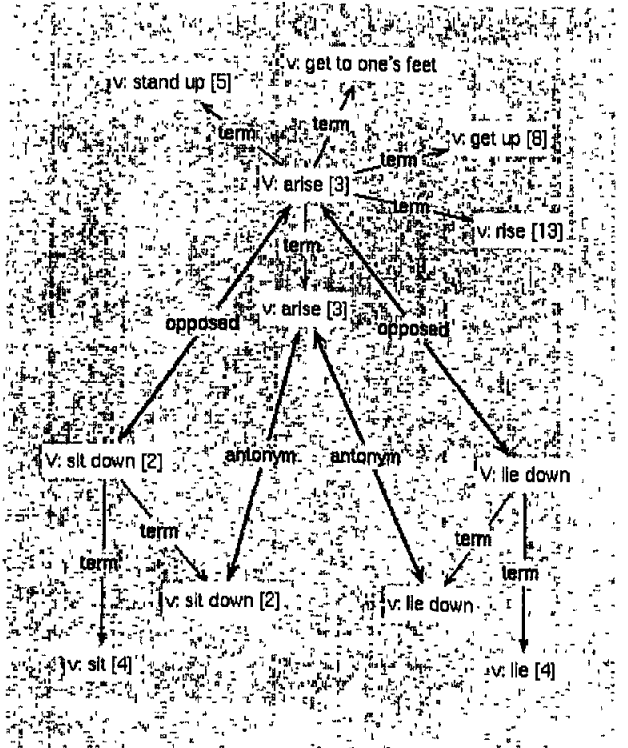 v: get to one's feet
v: stand up [5]
term
term
v: get up [8]
term
V: arise [3]
term
v: rise [13]
term
v: arise [3]
opposed
opposed
V: sit down [2]
antonym
antonym
V: lie down
term
term
term
term
v: sit down [2]
v: lie down
v: sit [4]
v: lie [4]